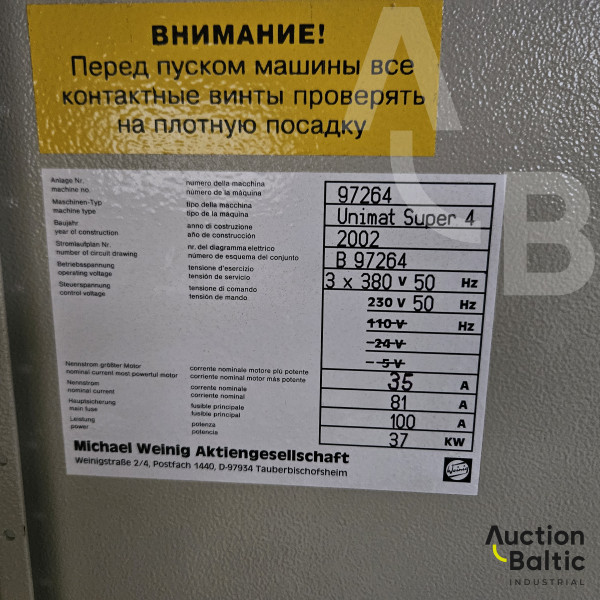 ВНИМАНИЕ!
Перед пуском машины все
контактные винты проверять
на плотную посадку
Anlage Nr. numero della macchina 97264
machine no. número de la máquina
Maschinen-Typ tipo della macchina Unimat Super 4
machine type tipo de la máquina
Baujahr anno di costruzione 2002
year of construction año de construcción
Stromlaufplan Nr. nr. del diagramma elettrico B 97264
number of circuit drawing número de esquema del conjunto
Betriebsspannung tensione d'esercizio 3 x 380 V 50 Hz
operating voltage tensión de servicio
Steuerspannung tensione di comando 230 V 50 Hz
control voltage tensión de mando 110 V
24 V
5 V
Nennstrom größter Motor corrente nominale motore piú potente 35 A
nominal current most powerful motor corriente nominal motor más potente
Nennstrom corrente nominale 81 A
nominal current corriente nominal
Hauptsicherung fusibile principale 100 A
main fuse fusible principal
Leistung potenza 37 KW
power potencia
Michael Weinig Aktiengesellschaft
Weinigstraße 2/4, Postfach 1440, D-97934 Tauberbischofsheim
AB
Auction
Baltic
INDUSTRIAL